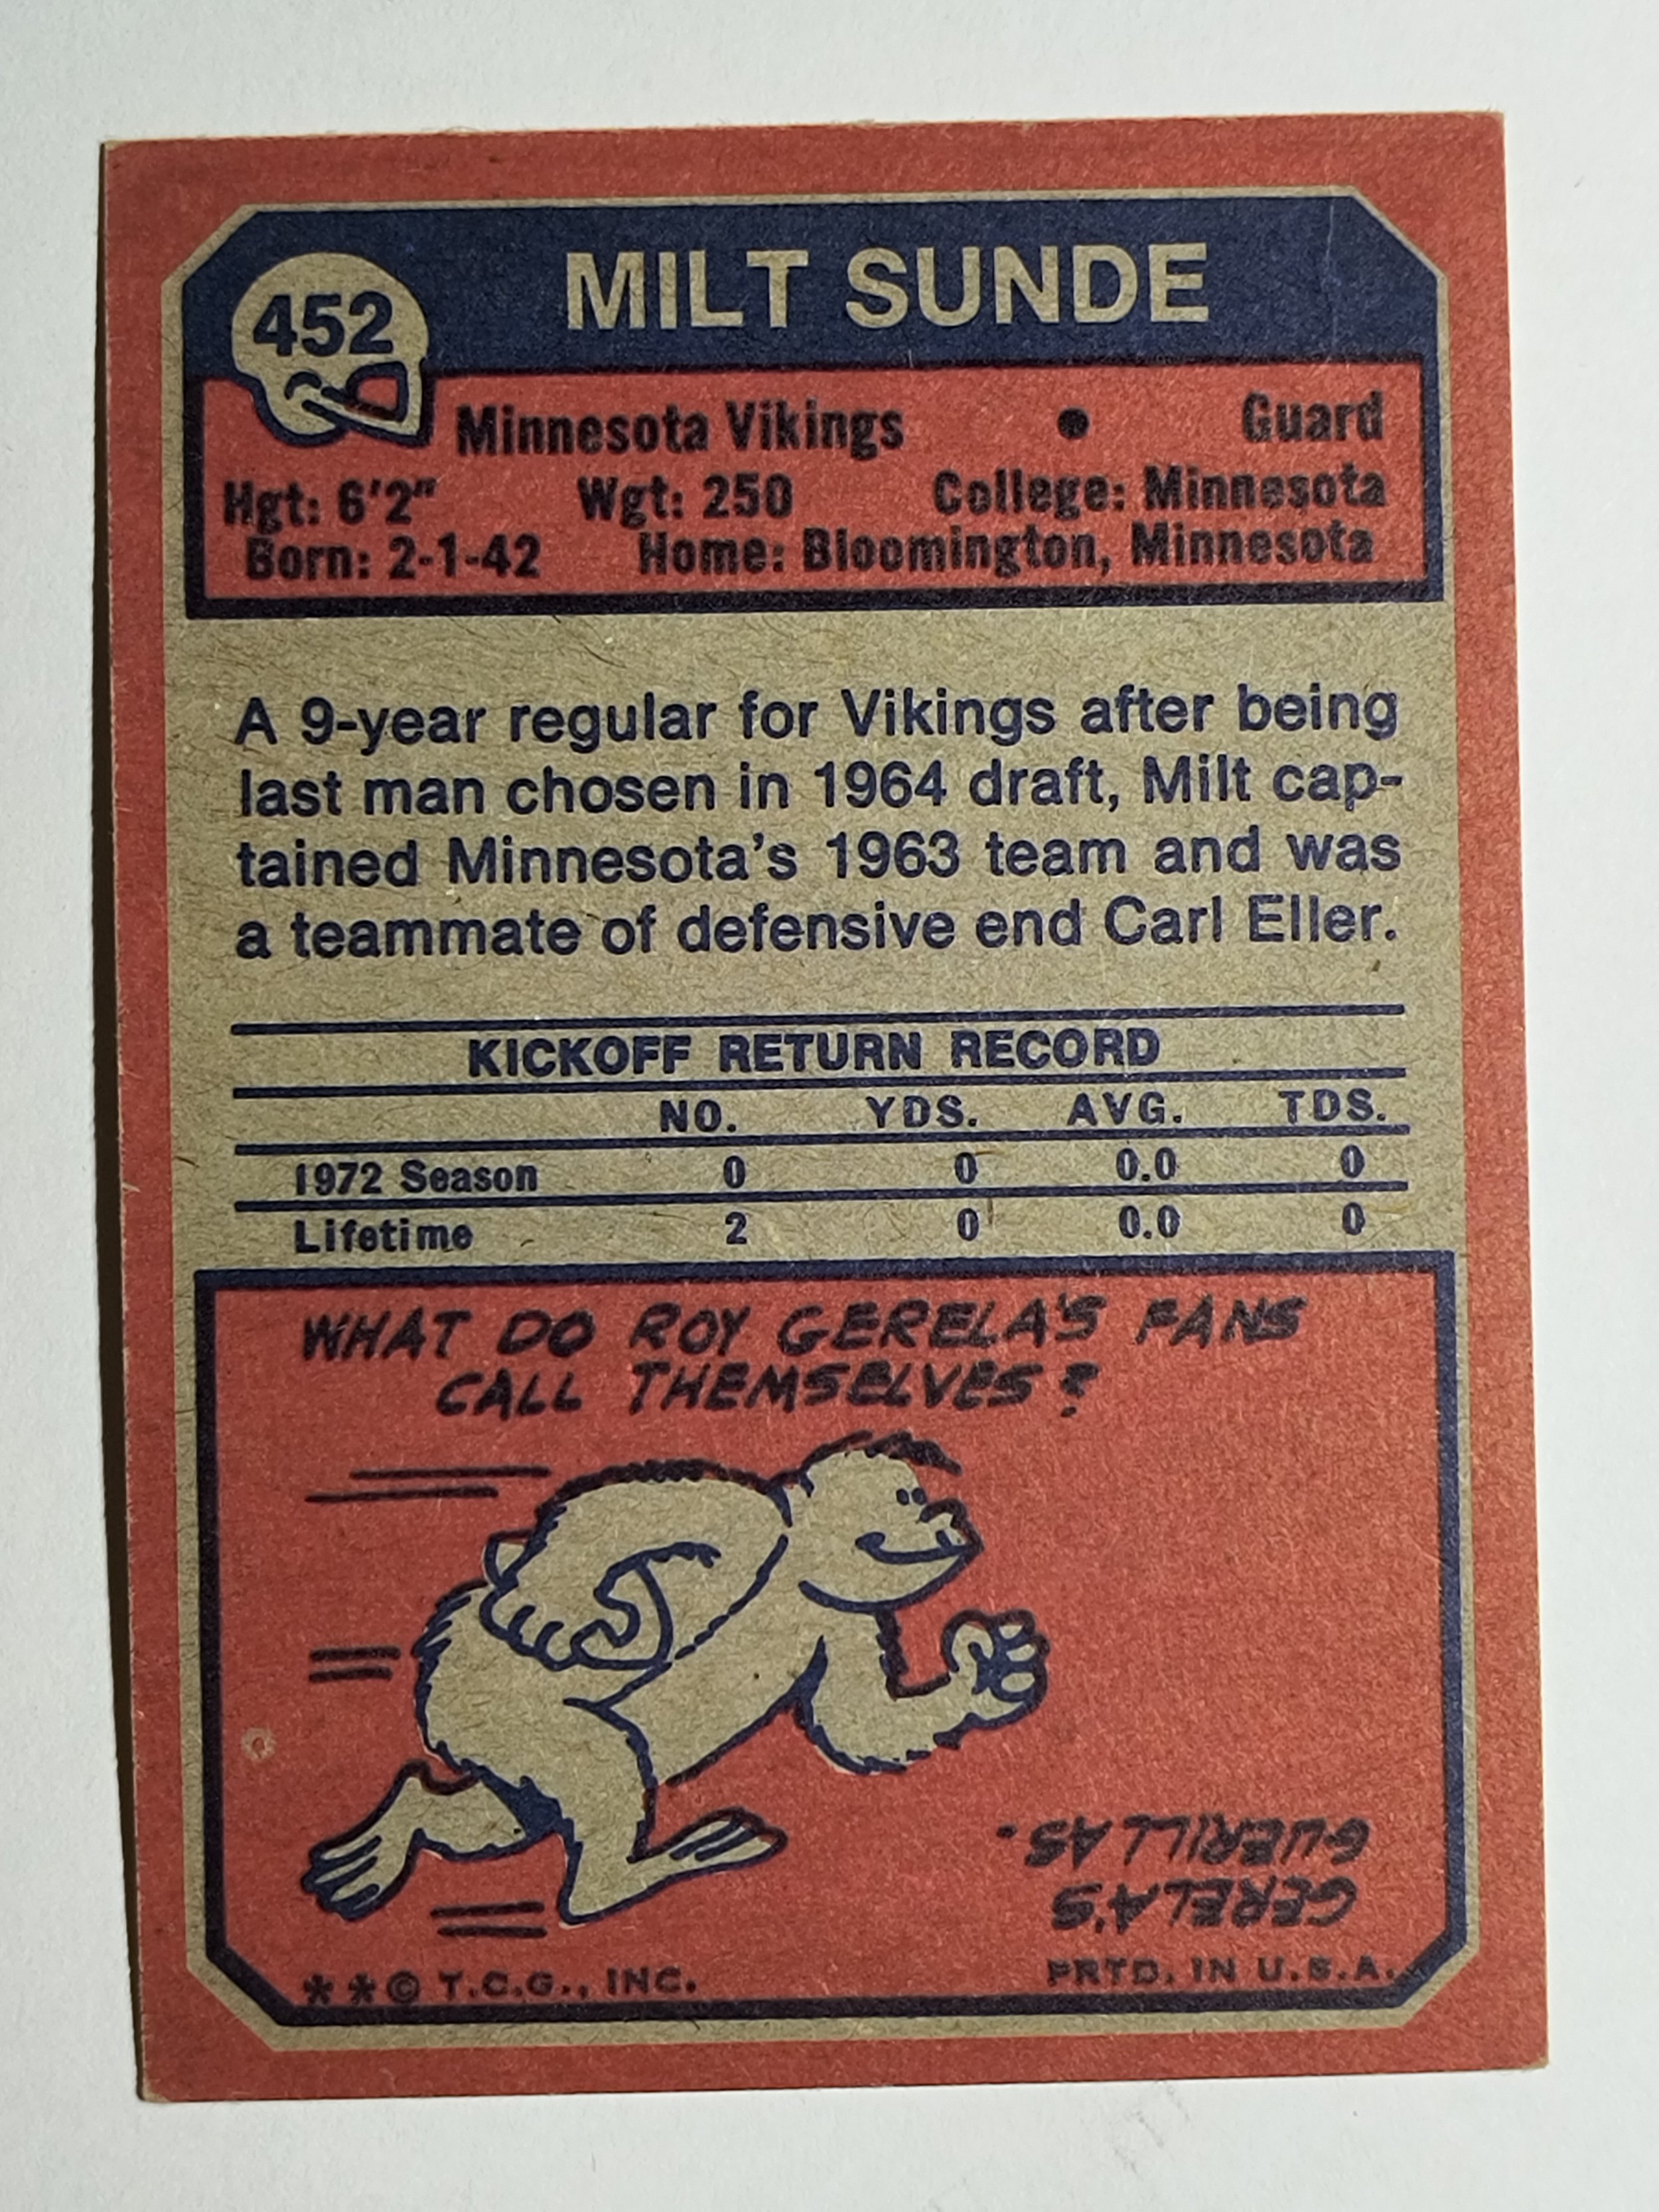 452
MILT SUNDE
Minnesota Vikings • Guard
Hgt: 6'2" Wgt: 250 College: Minnesota
Born: 2-1-42 Home: Bloomington, Minnesota
A 9-year regular for Vikings after being
last man chosen in 1964 draft, Milt cap-
tained Minnesota's 1963 team and was
a teammate of defensive end Carl Eller.
KICKOFF RETURN RECORD
NO. YDS. AVG. TDS.
1972 Season 0 0 0.0 0
Lifetime 2 0 0.0 0
WHAT DO ROY GERELA'S FANS
CALL THEMSELVES?
GERELA'S
GUERILLAS.
**© T.C.G., INC. PRTD. IN U.S.A.